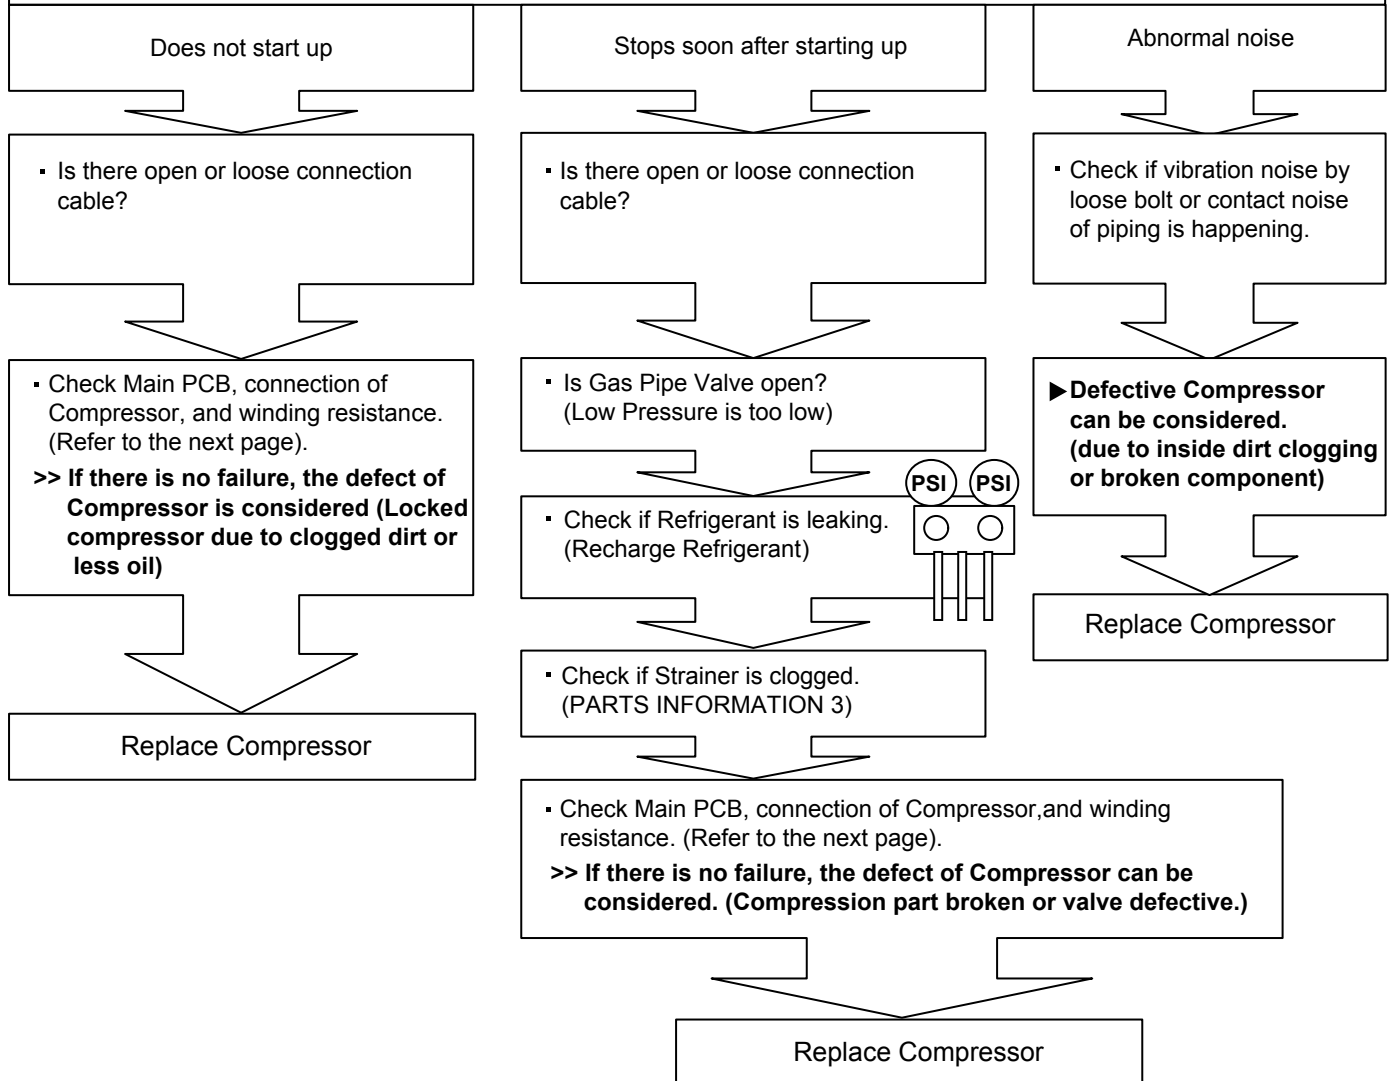 Does not start up
▪ Is there open or loose connection
cable?
▪ Check Main PCB, connection of
Compressor, and winding resistance.
(Refer to the next page).
>> If there is no failure, the defect of
Compressor is considered (Locked
compressor due to clogged dirt or
less oil)
Replace Compressor
Stops soon after starting up
▪ Is there open or loose connection
cable?
▪ Is Gas Pipe Valve open?
(Low Pressure is too low)
PSI PSI
▪ Check if Refrigerant is leaking.
(Recharge Refrigerant)
▪ Check if Strainer is clogged.
(PARTS INFORMATION 3)
▪ Check Main PCB, connection of Compressor,and winding
resistance. (Refer to the next page).
>> If there is no failure, the defect of Compressor can be
considered. (Compression part broken or valve defective.)
Replace Compressor
Abnormal noise
▪ Check if vibration noise by
loose bolt or contact noise
of piping is happening.
▶Defective Compressor
can be considered.
(due to inside dirt clogging
or broken component)
Replace Compressor